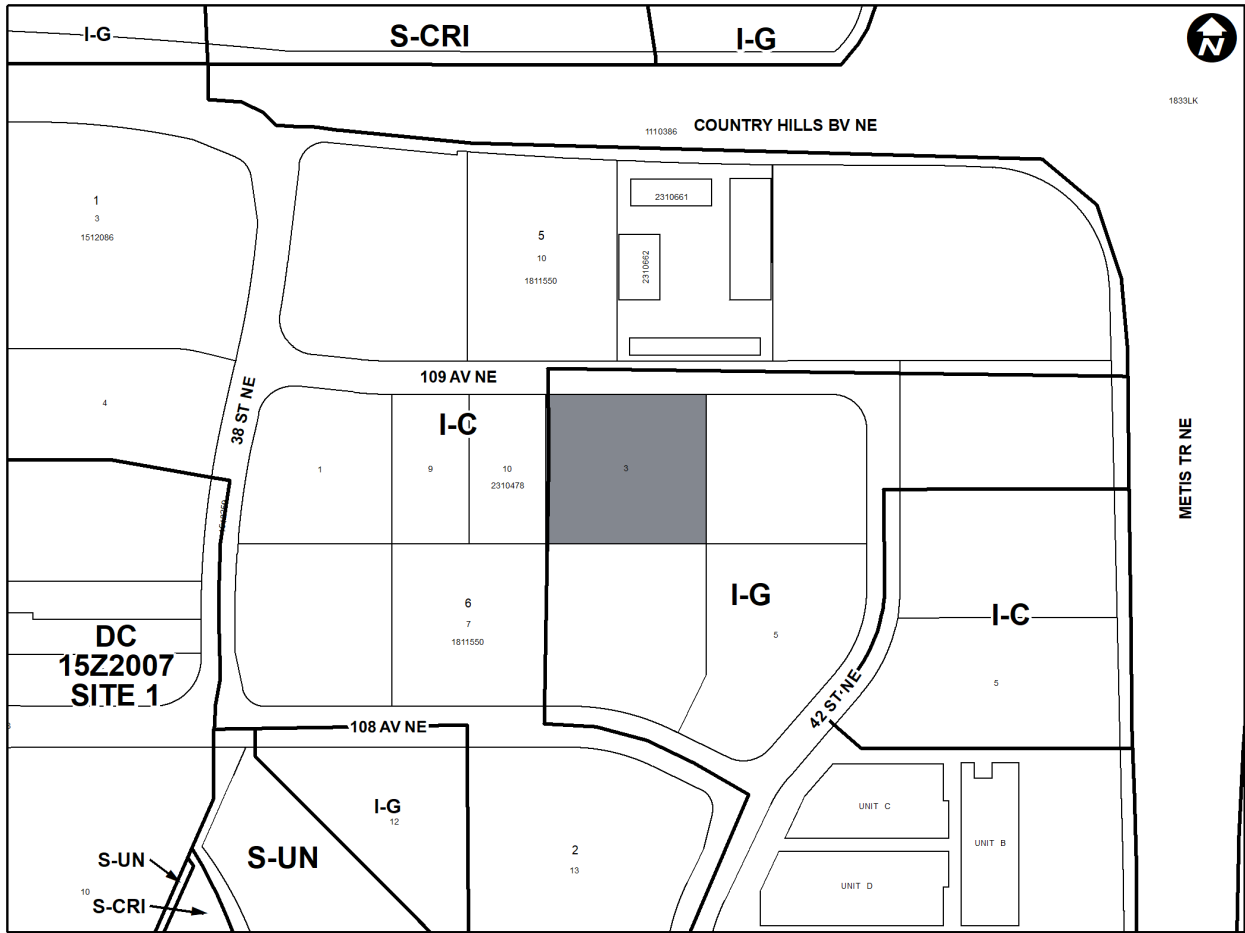 I-G
S-CRI
I-G
N
1833LK
1110386
COUNTRY HILLS BV NE
1
3
1512086
2310661
5
10
1811550
2310662
109 AV NE
4
38 ST NE
I-C
METIS TR NE
1
9
10
2310478
3
I-G
I-C
6
7
1811550
5
DC
15Z2007
SITE 1
5
42 ST NE
108 AV NE
I-G
12
UNIT C
S-UN
2
13
UNIT B
S-UN
UNIT D
10
S-CRI